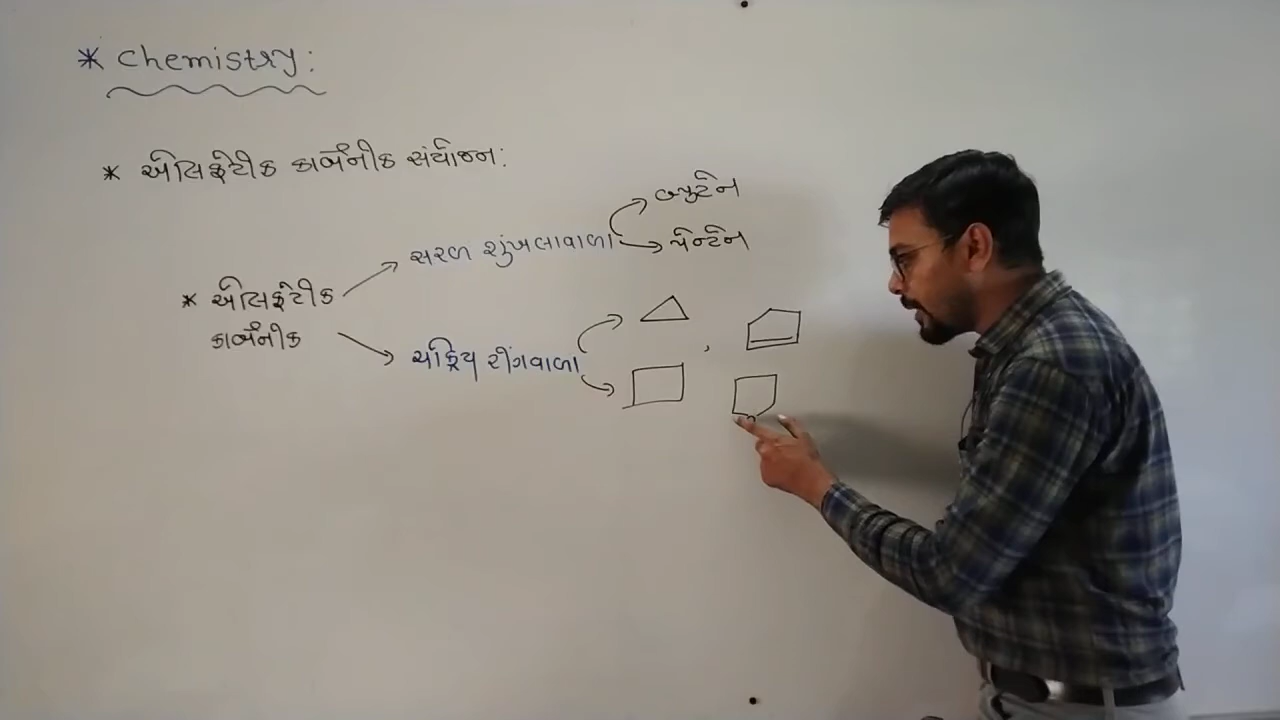 * Chemistry:
* એલિફેટીક કાર્બનીક સંયોજન:
બ્યુટેન
સરળ શૃંખલાવાળા
પેન્ટેન
* એલિફેટીક
કાર્બનીક
ચક્રિય રીંગવાળા